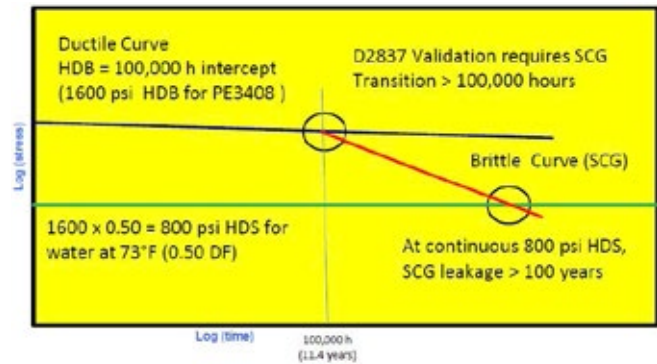 Ductile Curve
HDB = 100,000 h intercept
(1600 psi HDB for PE3408 )
D2837 Validation requires SCG
Transition > 100,000 hours
Log (stress)
Brittle Curve (SCG)
1600 x 0.50 = 800 psi HDS for
water at 73°F (0.50 DF)
At continuous 800 psi HDS,
SCG leakage > 100 years
Log (time)
100,000 h
(11.4 years)